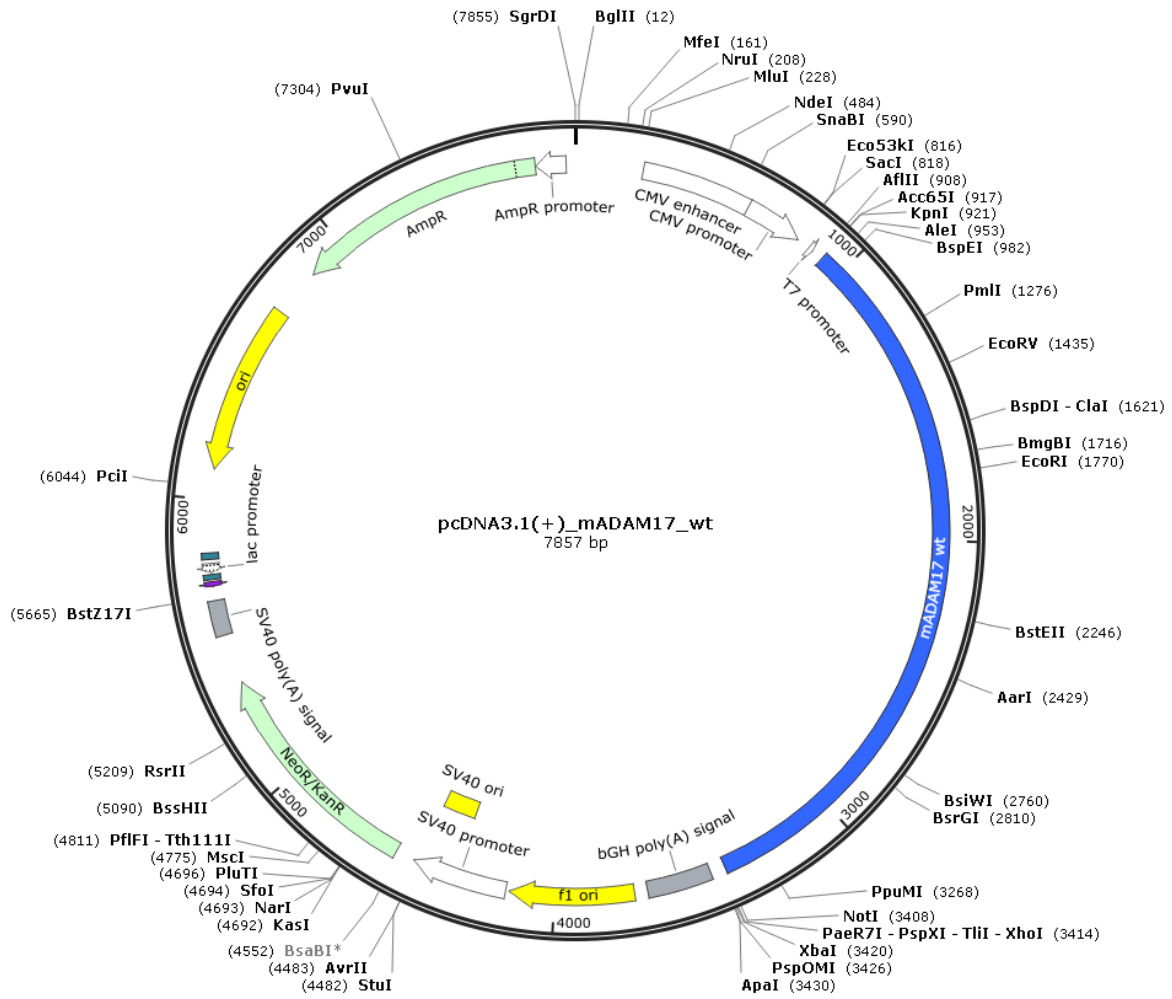 (7855) SgrDI
BglII (12)
MfeI (161)
NruI (208)
MluI (228)
NdeI (484)
SnaBI (590)
Eco53kI (816)
SacI (818)
AflII (908)
Acc65I (917)
KpnI (921)
AleI (953)
BspEI (982)
PmlI (1276)
EcoRV (1435)
BspDI - ClaI (1621)
BmgBI (1716)
EcoRI (1770)
BstEII (2246)
AarI (2429)
BsiWI (2760)
BsrGI (2810)
PpuMI (3268)
NotI (3408)
PaeR7I - PspXI - TliI - XhoI (3414)
XbaI (3420)
PspOMI (3426)
ApaI (3430)
(4482) StuI
(4483) AvrII
(4552) BsaBI*
(4692) KasI
(4693) NarI
(4694) SfoI
(4696) PluTI
(4775) MscI
(4811) PflFI - Tth111I
(5090) BssHII
(5209) RsrII
(5665) BstZ17I
(6044) PciI
(7304) PvuI
1000
2000
3000
4000
5000
6000
7000
CMV enhancer
CMV promoter
T7 promoter
mADAM17 wt
bGH poly(A) signal
f1 ori
SV40 promoter
SV40 ori
NeoR/KanR
SV40 poly(A) signal
lac promoter
ori
AmpR
AmpR promoter
pcDNA3.1(+)_mADAM17_wt
7857 bp